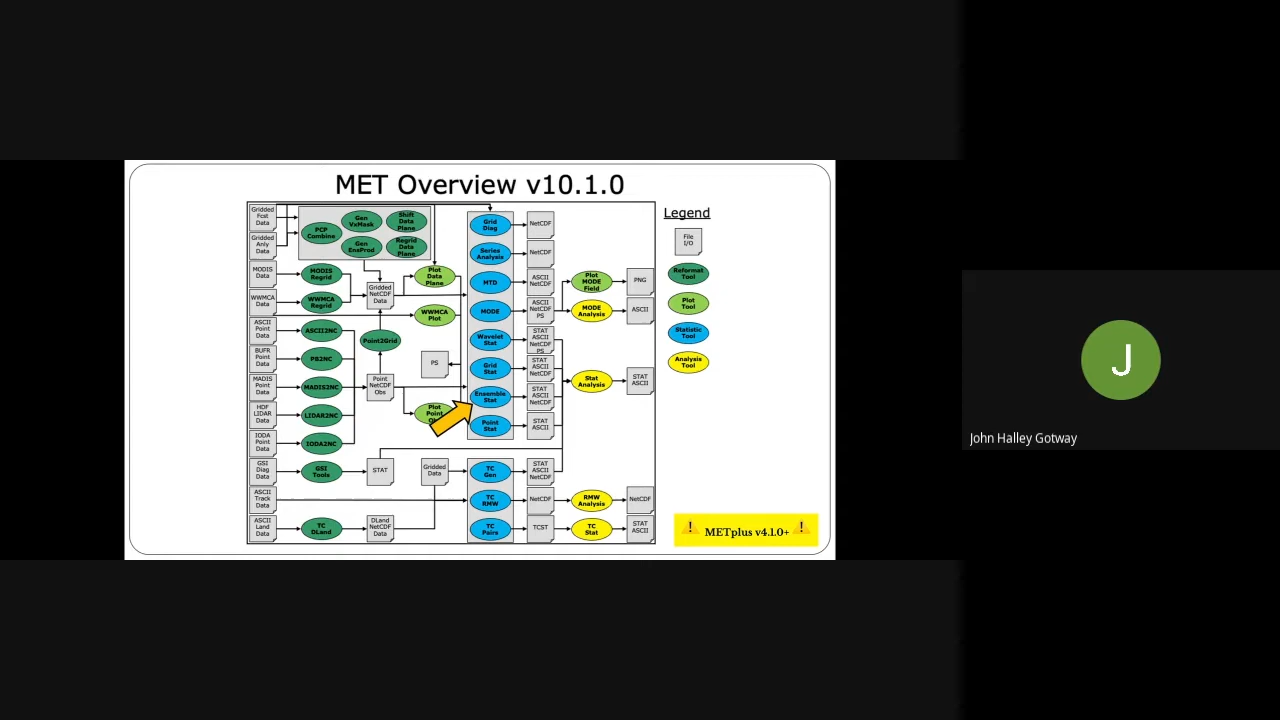 MET Overview v10.1.0
Gridded
Fcst
Data
Gridded
Anly
Data
MODIS
Data
WWMCA
Data
ASCII
Point
Data
BUFR
Point
Data
MADIS
Point
Data
HDF
LIDAR
Data
IODA
Point
Data
GSI
Diag
Data
ASCII
Track
Data
ASCII
Land
Data
PCP
Combine
Gen
VxMask
Shift
Data
Plane
Gen
EnsProd
Regrid
Data
Plane
MODIS
Regrid
WWMCA
Regrid
ASCII2NC
PB2NC
MADIS2NC
LIDAR2NC
IODA2NC
GSI
Tools
TC
DLand
Gridded
NetCDF
Data
Point2Grid
Point
NetCDF
Obs
STAT
DLand
NetCDF
Data
Plot
Data
Plane
WWMCA
Plot
PS
Plot
Point
Gridded
Data
Grid
Diag
Series
Analysis
MTD
MODE
Wavelet
Stat
Grid
Stat
Ensemble
Stat
Point
Stat
TC
Gen
TC
RMW
TC
Pairs
NetCDF
NetCDF
ASCII
NetCDF
ASCII
NetCDF
PS
STAT
ASCII
NetCDF
PS
STAT
ASCII
NetCDF
STAT
ASCII
NetCDF
STAT
ASCII
STAT
ASCII
NetCDF
NetCDF
TCST
Plot
MODE
Field
MODE
Analysis
Stat
Analysis
RMW
Analysis
TC
Stat
PNG
ASCII
STAT
ASCII
NetCDF
STAT
ASCII
Legend
File
I/O
Reformat
Tool
Plot
Tool
Statistic
Tool
Analysis
Tool
! METplus v4.1.0+ !
J
John Halley Gotway